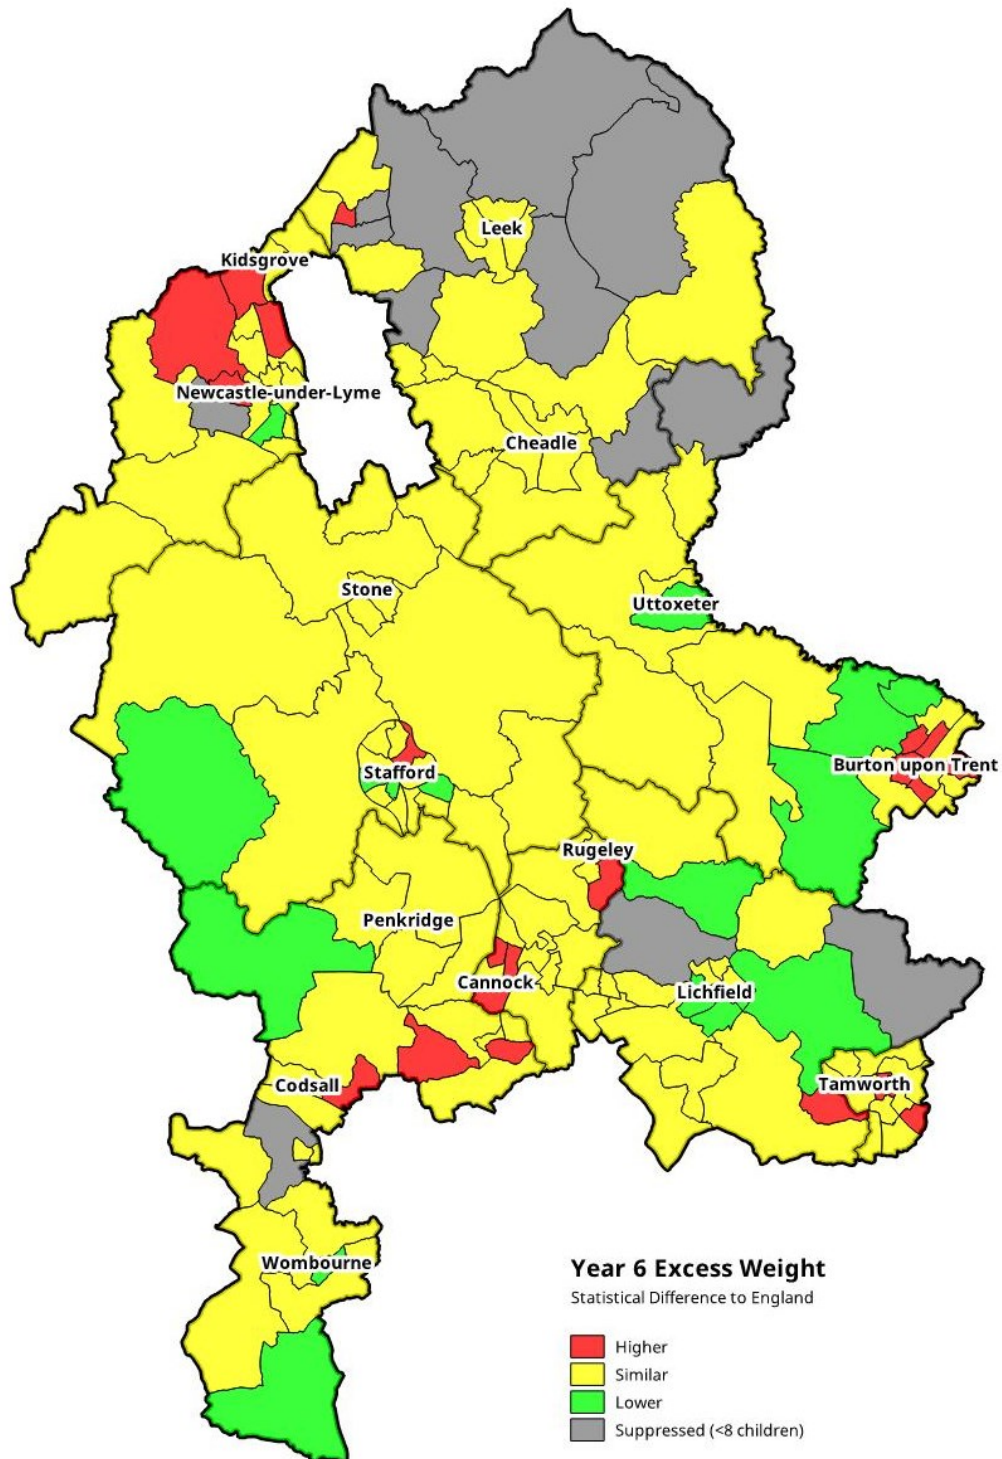 Leek
Kidsgrove
Newcastle-under-Lyme
Cheadle
Stone
Uttoxeter
Burton upon Trent
Stafford
Rugeley
Penkridge
Cannock
Lichfield
Tamworth
Codsall
Wombourne
Year 6 Excess Weight
Statistical Difference to England
Higher
Similar
Lower
Suppressed (<8 children)